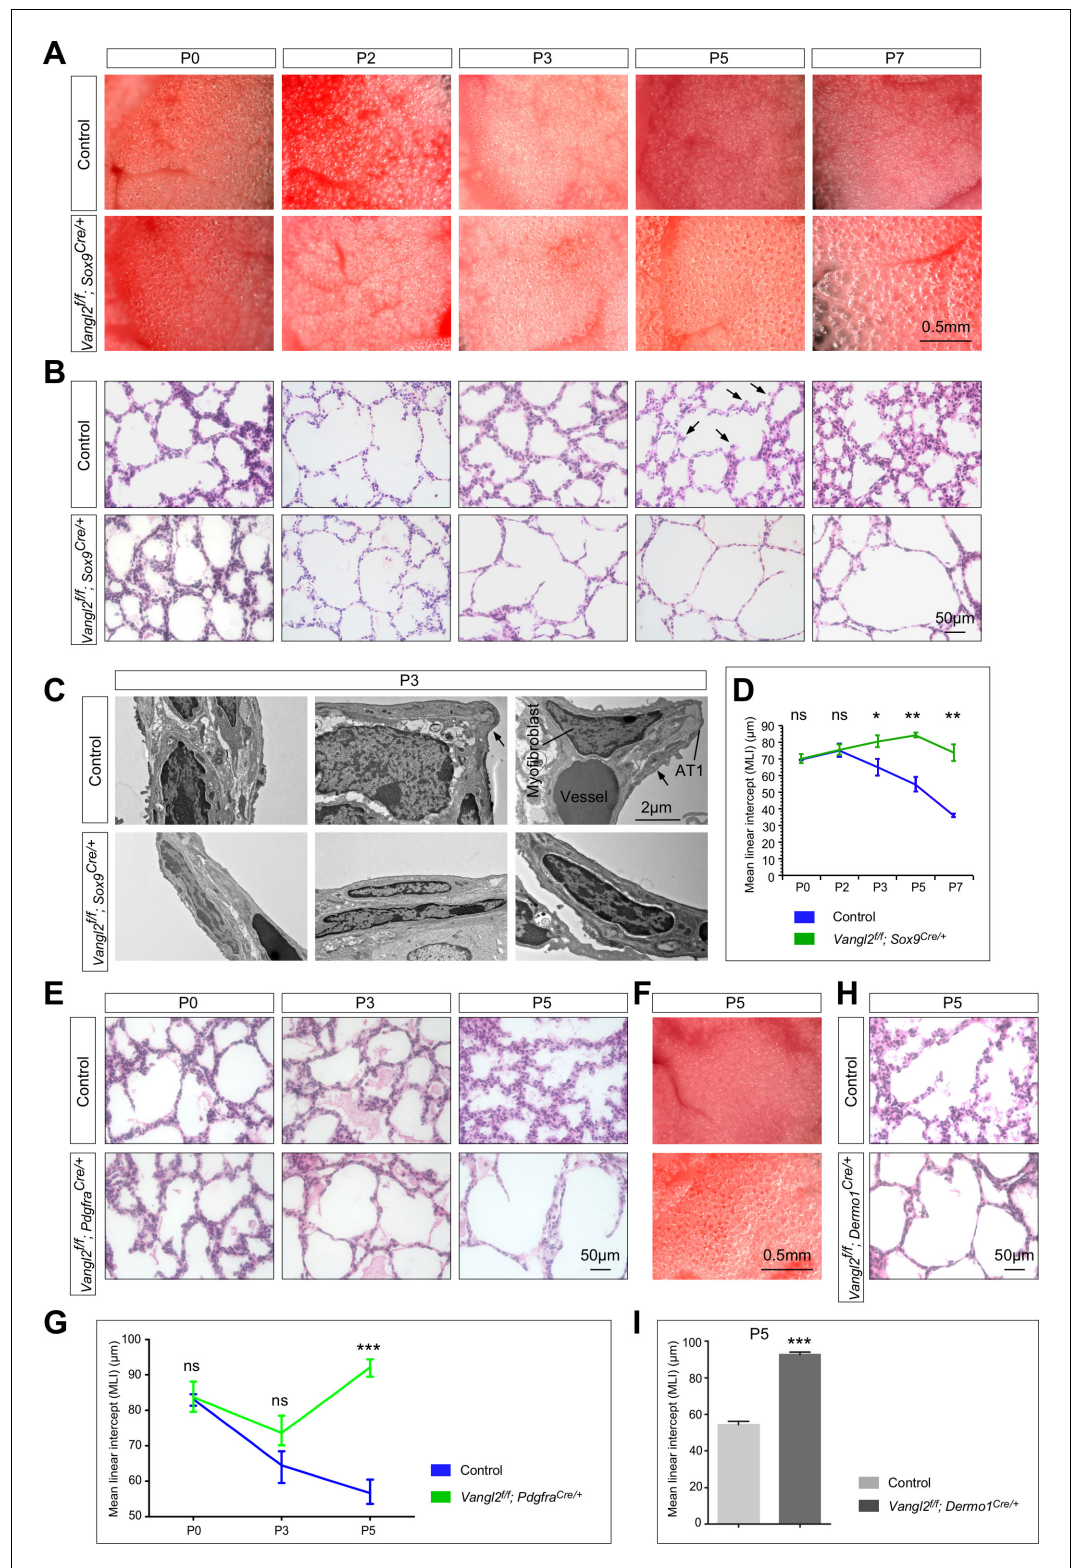 A
P0 P2 P3 P5 P7
Control
Vangl2f/f; Sox9Cre/+
0.5mm
B
Control
Vangl2f/f; Sox9Cre/+
50μm
C
P3
Control
Myofibroblast
Vessel
AT1
2μm
Vangl2f/f; Sox9Cre/+
D
ns ns * ** **
Mean linear intercept (MLI) (μm)
90
80
70
60
50
40
30
20
10
0
P0 P2 P3 P5 P7
Control
Vangl2f/f; Sox9Cre/+
E
P0 P3 P5
Control
Vangl2f/f; PdgfraCre/+
50μm
F
P5
0.5mm
H
P5
Control
Vangl2f/f; Dermo1Cre/+
50μm
G
Mean linear intercept (MLI) (μm)
100
90
80
70
60
50
ns
ns
***
P0 P3 P5
Control
Vangl2f/f; PdgfraCre/+
I
P5
***
Mean linear intercept (MLI) (μm)
100
80
60
40
20
0
Control
Vangl2f/f; Dermo1Cre/+